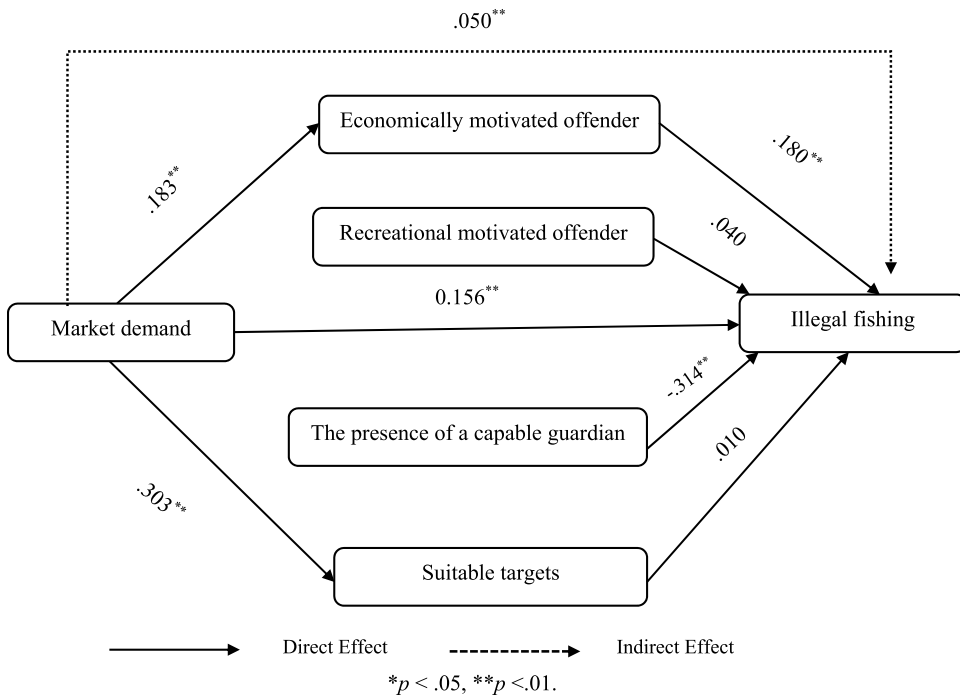 .050**
Economically motivated offender
.180**
.183**
Recreational motivated offender
.040
0.156**
Market demand
Illegal fishing
-.314**
The presence of a capable guardian
.010
.303**
Suitable targets
Direct Effect
Indirect Effect
*p < .05, **p <.01.